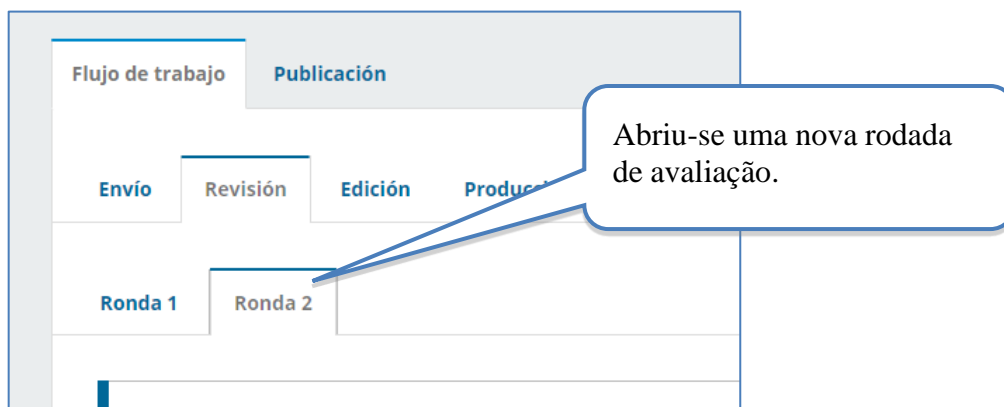 Flujo de trabajo Publicación
Abriu-se uma nova rodada
de avaliação.
Envío Revisión Edición
Ronda 1 Ronda 2